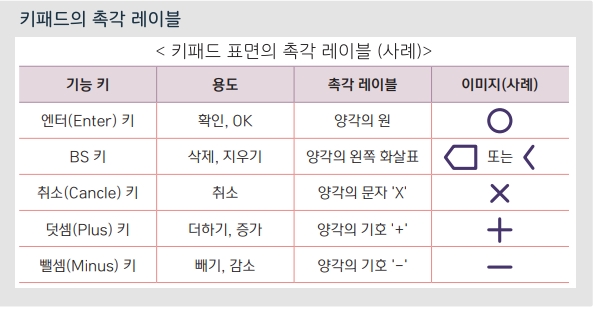 키패드의 촉각 레이블
< 키패드 표면의 촉각 레이블 (사례)>
기능 키 용도 촉각 레이블 이미지(사례)
엔터(Enter) 키 확인, OK 양각의 원
BS 키 삭제, 지우기 양각의 왼쪽 화살표 또는
취소(Cancle) 키 취소 양각의 문자 'X'
덧셈(Plus) 키 더하기, 증가 양각의 기호 '+'
뺄셈(Minus) 키 빼기, 감소 양각의 기호 '-'